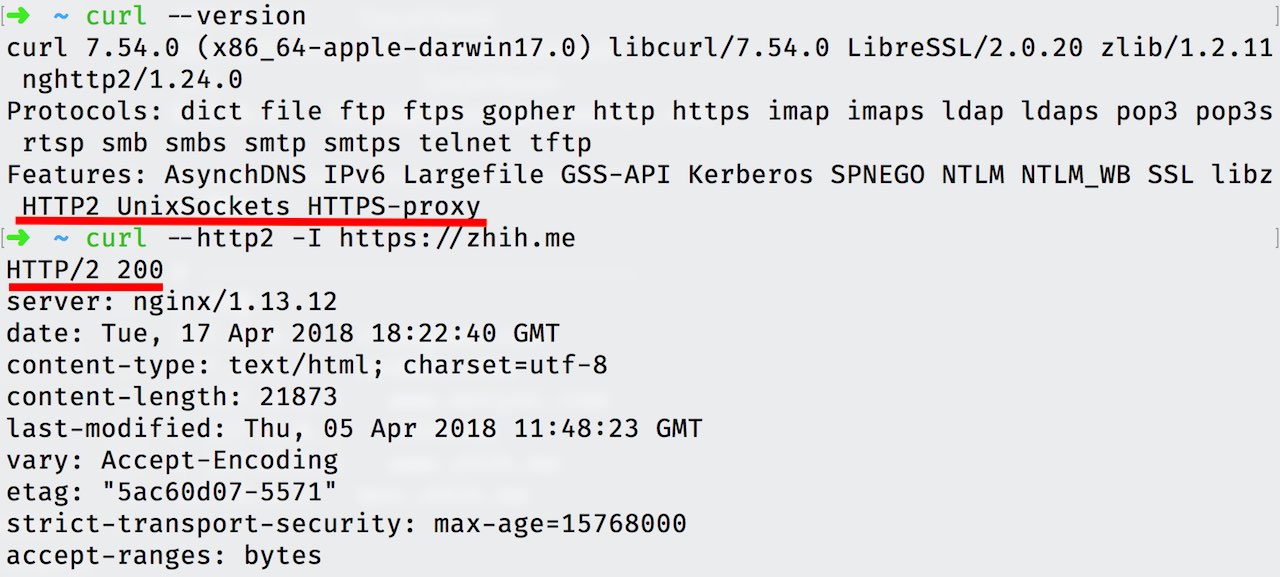 [➜ ~ curl --version ]
curl 7.54.0 (x86_64-apple-darwin17.0) libcurl/7.54.0 LibreSSL/2.0.20 zlib/1.2.11
nghttp2/1.24.0
Protocols: dict file ftp ftps gopher http https imap imaps ldap ldaps pop3 pop3s
rtsp smb smbs smtp smtps telnet tftp
Features: AsynchDNS IPv6 Largefile GSS-API Kerberos SPNEGO NTLM NTLM_WB SSL libz
HTTP2 UnixSockets HTTPS-proxy
[➜ ~ curl --http2 -I https://zhih.me ]
HTTP/2 200
server: nginx/1.13.12
date: Tue, 17 Apr 2018 18:22:40 GMT
content-type: text/html; charset=utf-8
content-length: 21873
last-modified: Thu, 05 Apr 2018 11:48:23 GMT
vary: Accept-Encoding
etag: "5ac60d07-5571"
strict-transport-security: max-age=15768000
accept-ranges: bytes